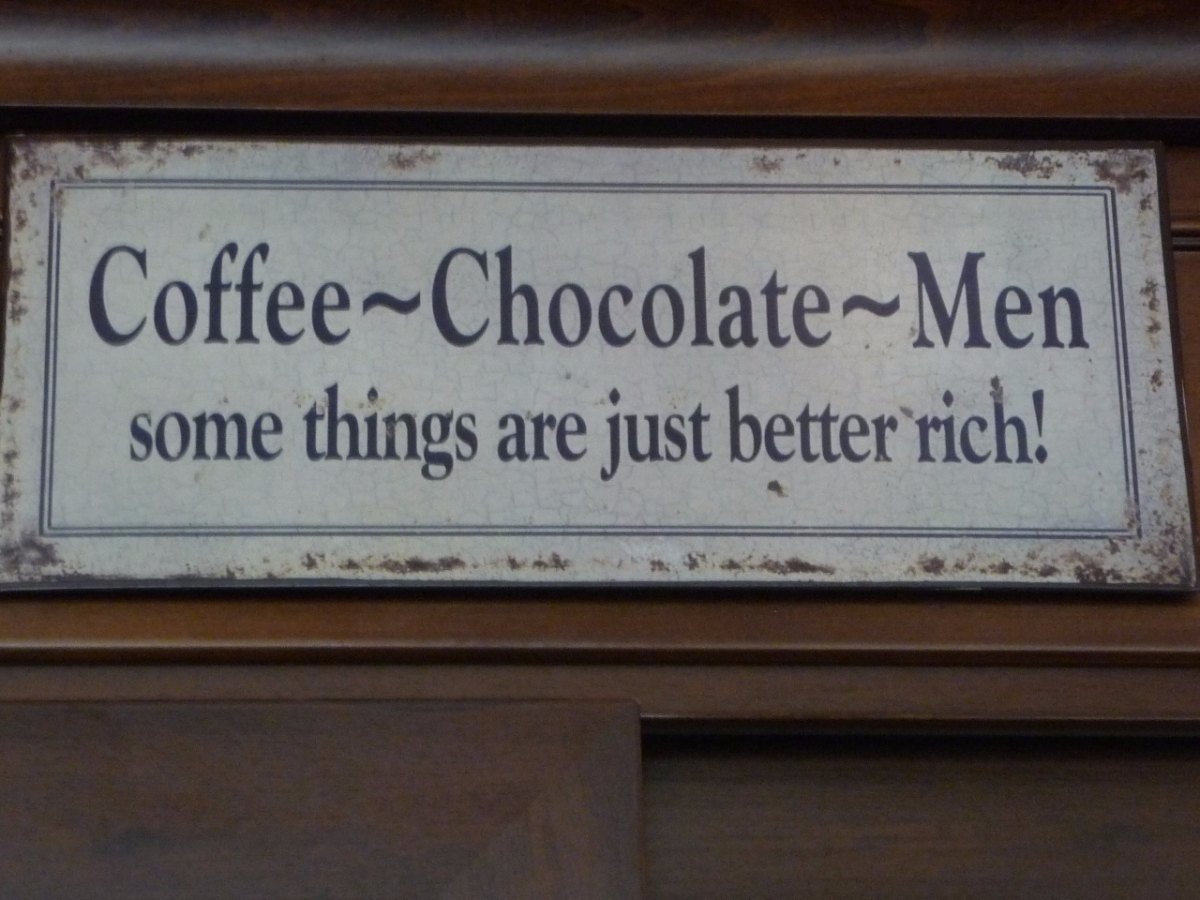 Coffee~Chocolate~Men
some things are just better rich!